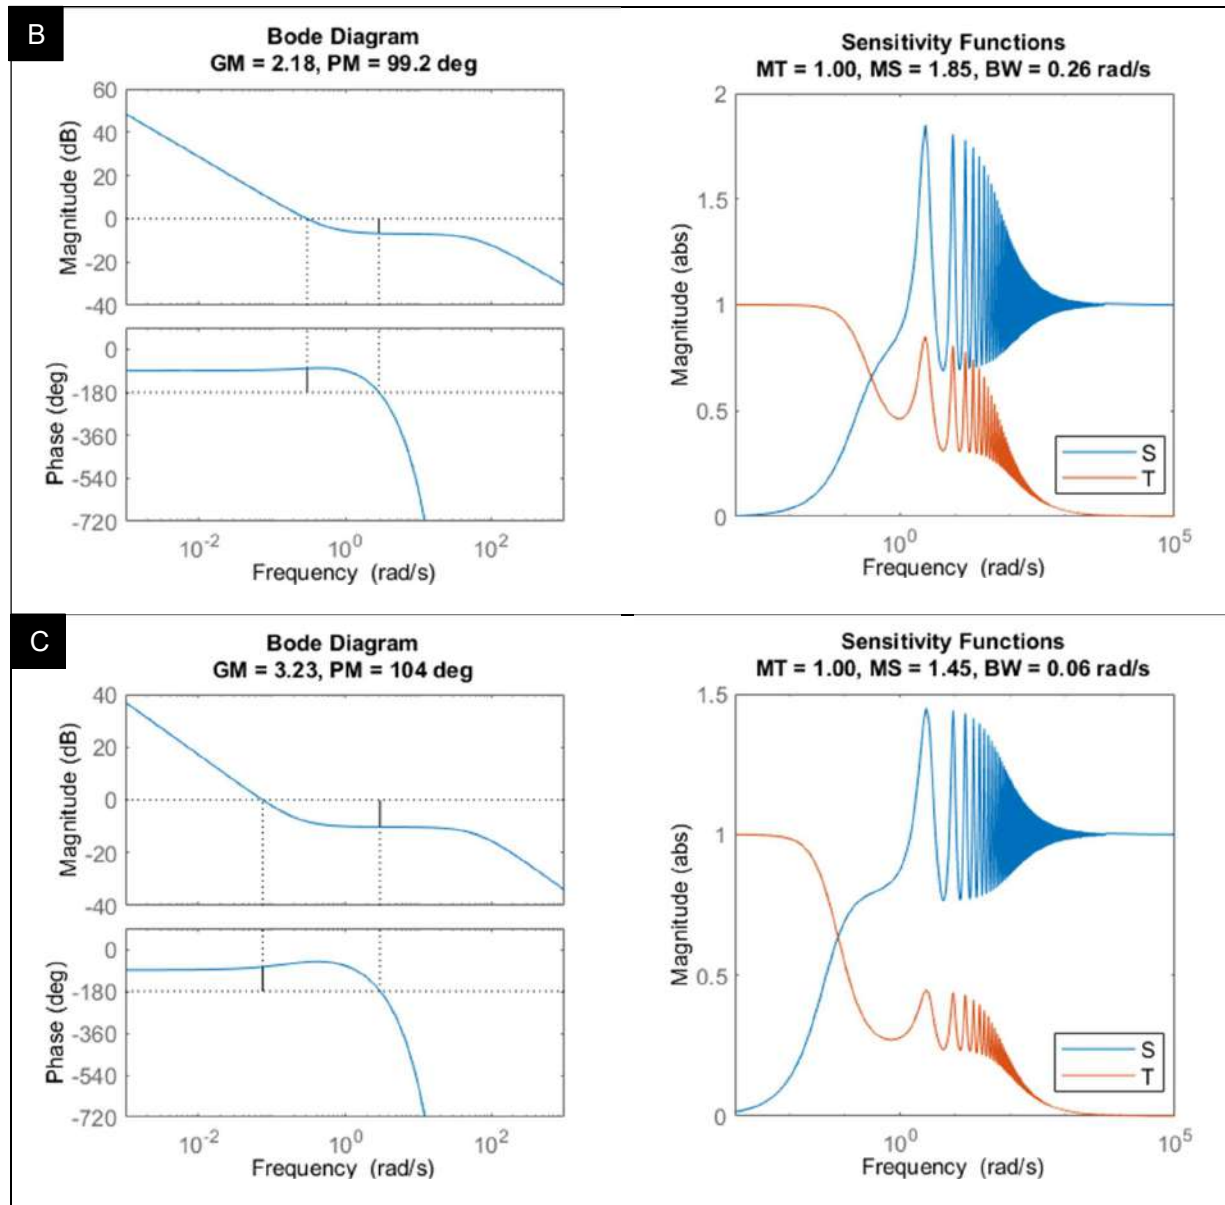 B
Bode Diagram
GM = 2.18, PM = 99.2 deg
60
40
20
0
-20
-40
Magnitude (dB)
0
-180
-360
-540
-720
Phase (deg)
10^-2
10^0
10^2
Frequency (rad/s)
Sensitivity Functions
MT = 1.00, MS = 1.85, BW = 0.26 rad/s
2
1.5
1
0.5
0
Magnitude (abs)
S
T
10^0
10^5
Frequency (rad/s)
C
Bode Diagram
GM = 3.23, PM = 104 deg
40
20
0
-20
-40
Magnitude (dB)
0
-180
-360
-540
-720
Phase (deg)
10^-2
10^0
10^2
Frequency (rad/s)
Sensitivity Functions
MT = 1.00, MS = 1.45, BW = 0.06 rad/s
1.5
1
0.5
0
Magnitude (abs)
S
T
10^0
10^5
Frequency (rad/s)